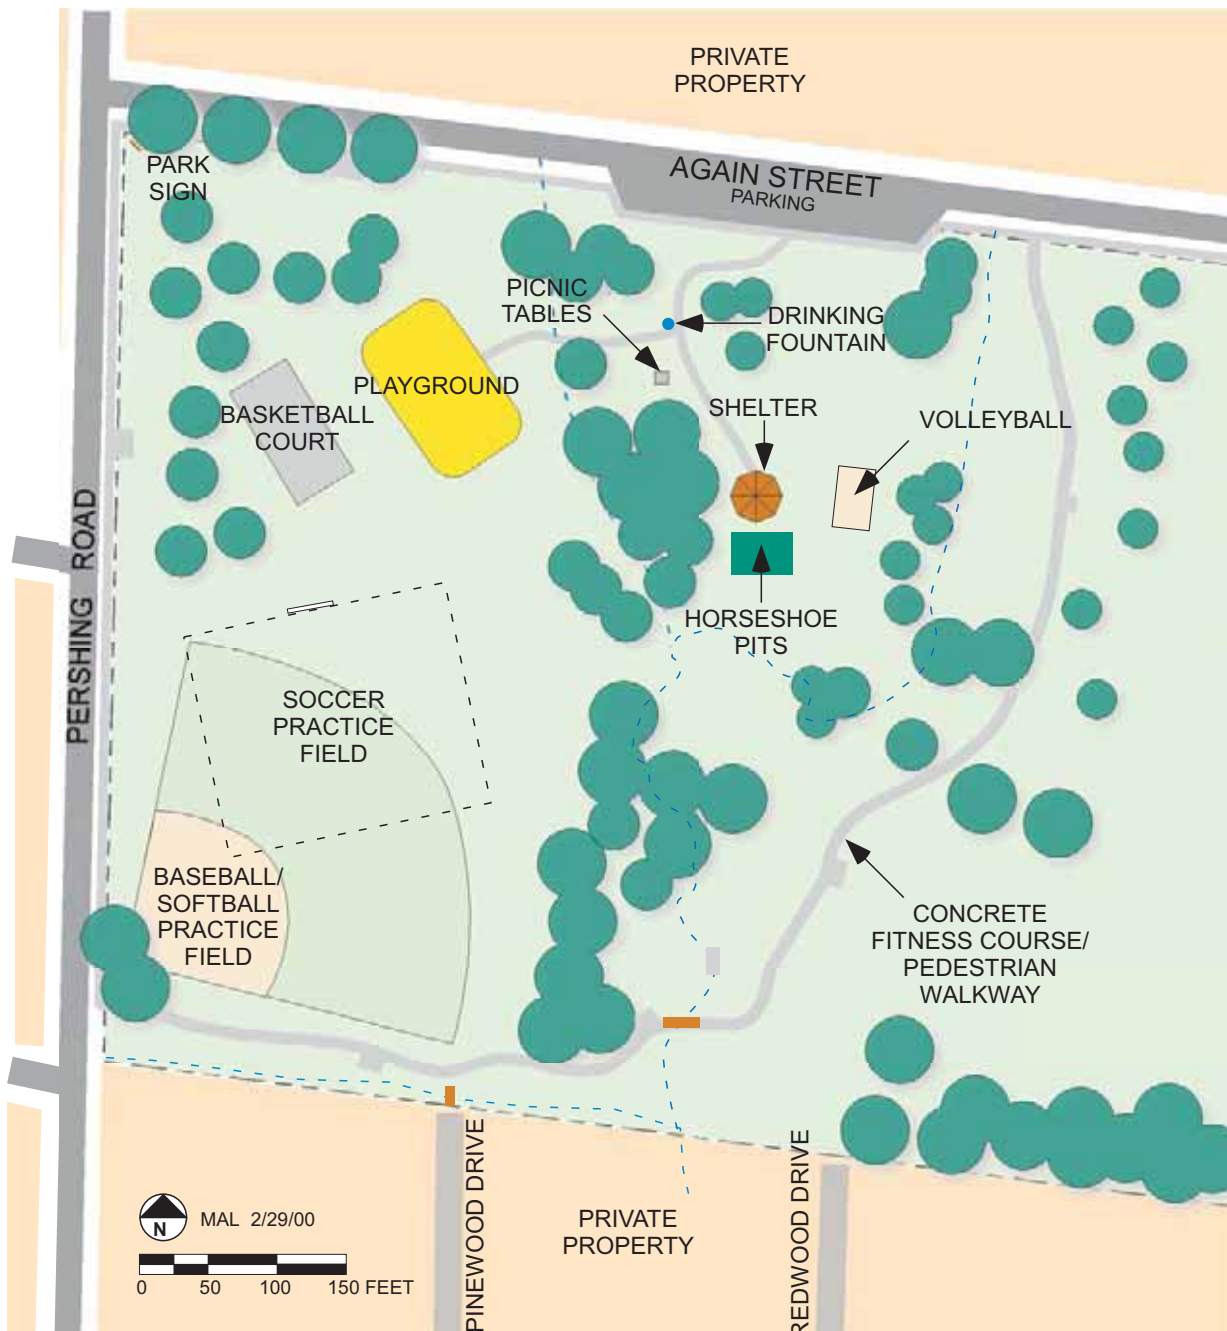 PRIVATE
PROPERTY
AGAIN STREET
PARKING
PARK
SIGN
PICNIC
TABLES
DRINKING
FOUNTAIN
PLAYGROUND
BASKETBALL
COURT
SHELTER
VOLLEYBALL
PERSHING ROAD
HORSESHOE
PITS
SOCCER
PRACTICE
FIELD
BASEBALL/
SOFTBALL
PRACTICE
FIELD
CONCRETE
FITNESS COURSE/
PEDESTRIAN
WALKWAY
PINEWOOD DRIVE
REDWOOD DRIVE
PRIVATE
PROPERTY
N
MAL 2/29/00
0 50 100 150 FEET